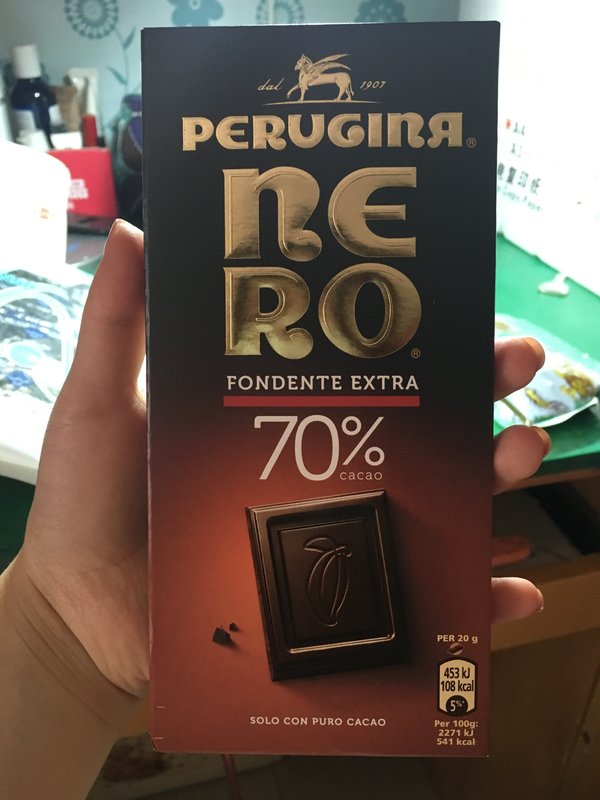 dal 1907
PERUGINA®
NE
RO®
FONDENTE EXTRA
70%
cacao
PER 20 g
453 kJ
108 kcal
5%*
SOLO CON PURO CACAO
Per 100g:
2271 kJ
541 kcal